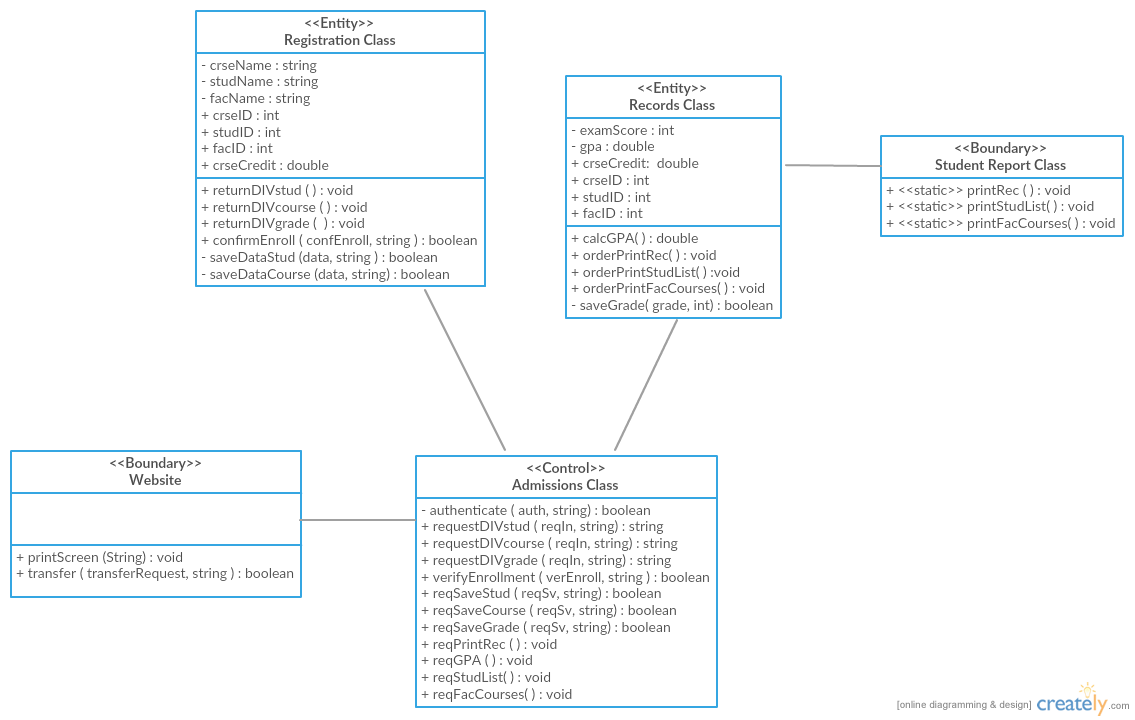 <<Entity>>
Registration Class
- crseName : string
- studName : string
- facName : string
+ crseID : int
+ studID : int
+ facID : int
+ crseCredit : double
+ returnDIVstud ( ) : void
+ returnDIVcourse ( ) : void
+ returnDIVgrade (  ) : void
+ confirmEnroll ( confEnroll, string ) : boolean
- saveDataStud (data, string ) : boolean
- saveDataCourse (data, string) : boolean
<<Entity>>
Records Class
- examScore : int
- gpa : double
+ crseCredit:  double
+ crseID : int
+ studID : int
+ facID : int
+ calcGPA( ) : double
+ orderPrintRec( ) : void
+ orderPrintStudList( ) :void
+ orderPrintFacCourses( ) : void
- saveGrade( grade, int) : boolean
<<Boundary>>
Student Report Class
+ <<static>> printRec ( ) : void
+ <<static>> printStudList( ) : void
+ <<static>> printFacCourses( ) : void
<<Boundary>>
Website
+ printScreen (String) : void
+ transfer ( transferRequest, string ) : boolean
<<Control>>
Admissions Class
- authenticate ( auth, string) : boolean
+ requestDIVstud ( reqIn, string) : string
+ requestDIVcourse ( reqIn, string) : string
+ requestDIVgrade ( reqIn, string) : string
+ verifyEnrollment ( verEnroll, string ) : boolean
+ reqSaveStud ( reqSv, string) : boolean
+ reqSaveCourse ( reqSv, string) : boolean
+ reqSaveGrade ( reqSv, string) : boolean
+ reqPrintRec ( ) : void
+ reqGPA ( ) : void
+ reqStudList( ) : void
+ reqFacCourses( ) : void
[online diagramming & design] creately.com